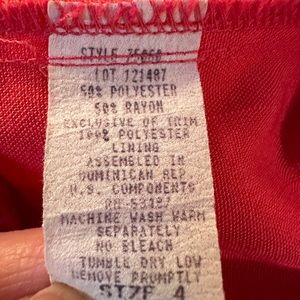 STYLE
LOT 121487
50% POLYESTER
50% RAYON
EXCLUSIVE OF TRIM
100% POLYESTER
LINING
ASSEMBLED IN
DOMINICAN REP
U.S. COMPONENTS
RN
MACHINE WASH WARM
SEPARATELY
NO BLEACH
TUMBLE DRY LOW
REMOVE PROMPTLY
SIZE 4